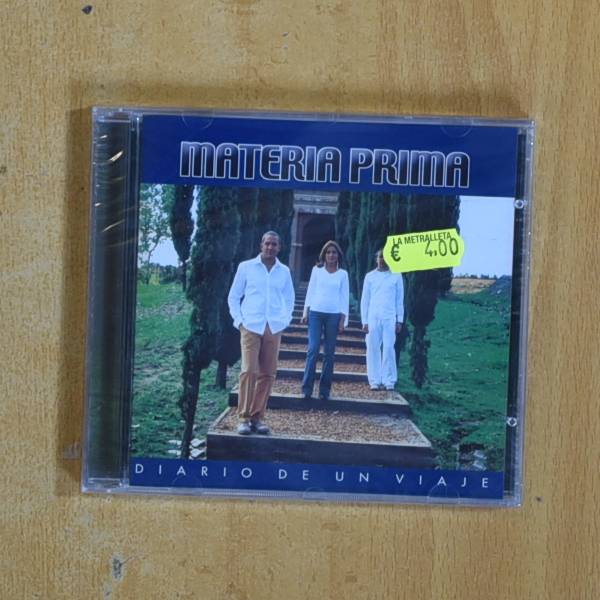 MATERIA PRIMA
LA METRALLETA
€ 4,00
DIARIO DE UN VIAJE